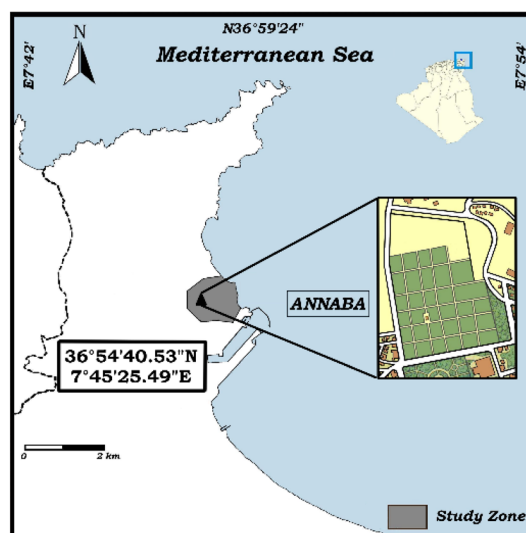 N36°59'24"
N
E7°42'
Mediterranean Sea
E7°54'
ANNABA
36°54'40.53"N
7°45'25.49"E
0 2 km
Study Zone